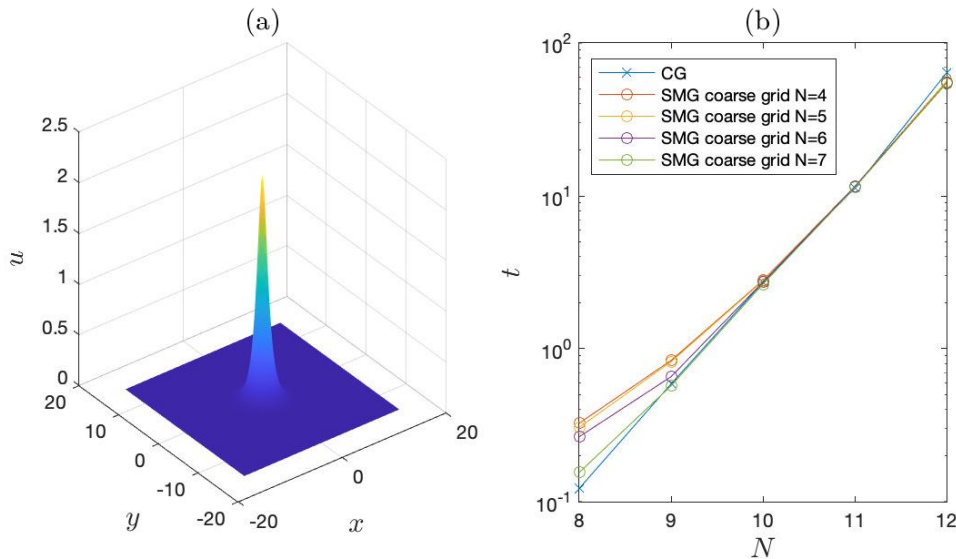 (a)
2.5
2
1.5
1
0.5
0
u
20
10
0
-10
-20
y
-20
0
20
x
(b)
10^2
10^1
10^0
10^-1
t
CG
SMG coarse grid N=4
SMG coarse grid N=5
SMG coarse grid N=6
SMG coarse grid N=7
8 9 10 11 12
N